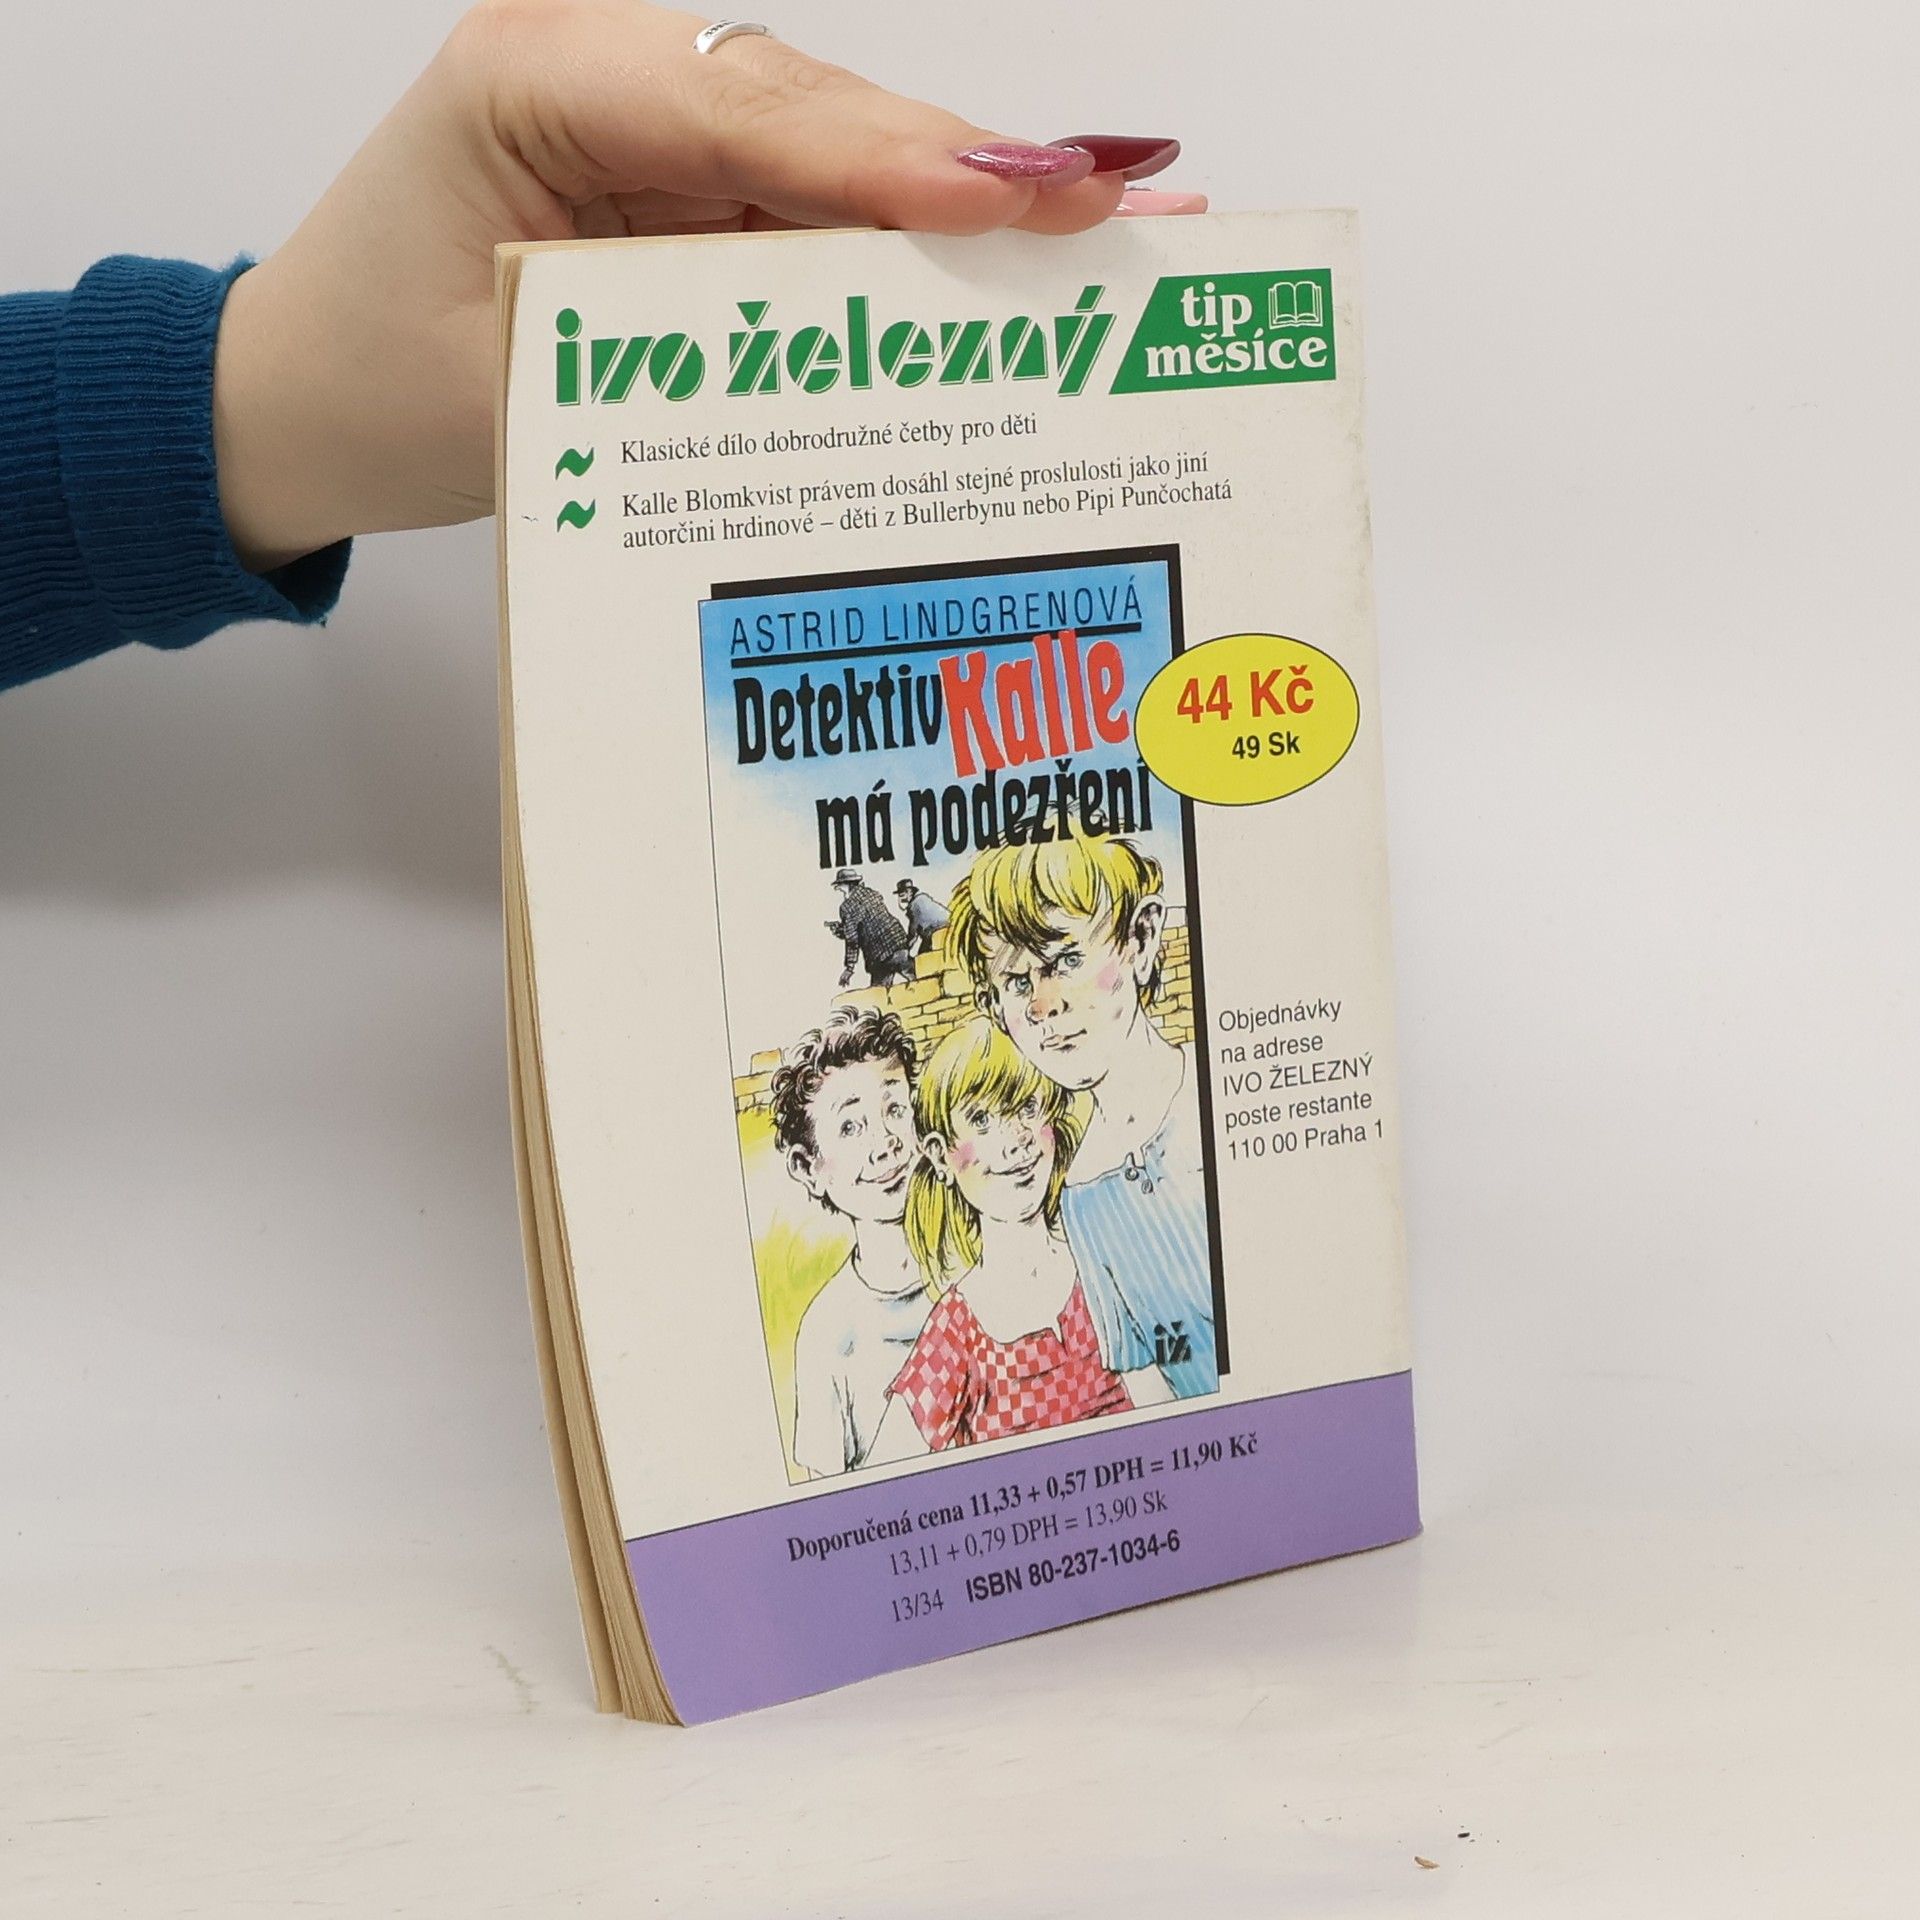 ivo železný
tip
měsíce
Klasické dílo dobrodružné četby pro děti
Kalle Blomkvist právem dosáhl stejné proslulosti jako jiní
autorčini hrdinové – děti z Bullerbynu nebo Pipi Punčochatá
ASTRID LINDGRENOVÁ
Detektiv Kalle
má podezření
44 Kč
49 Sk
Objednávky
na adrese
IVO ŽELEZNÝ
poste restante
110 00 Praha 1
iž
Doporučená cena 11,33 + 0,57 DPH = 11,90 Kč
13,11 + 0,79 DPH = 13,90 Sk
13/34 ISBN 80-237-1034-6